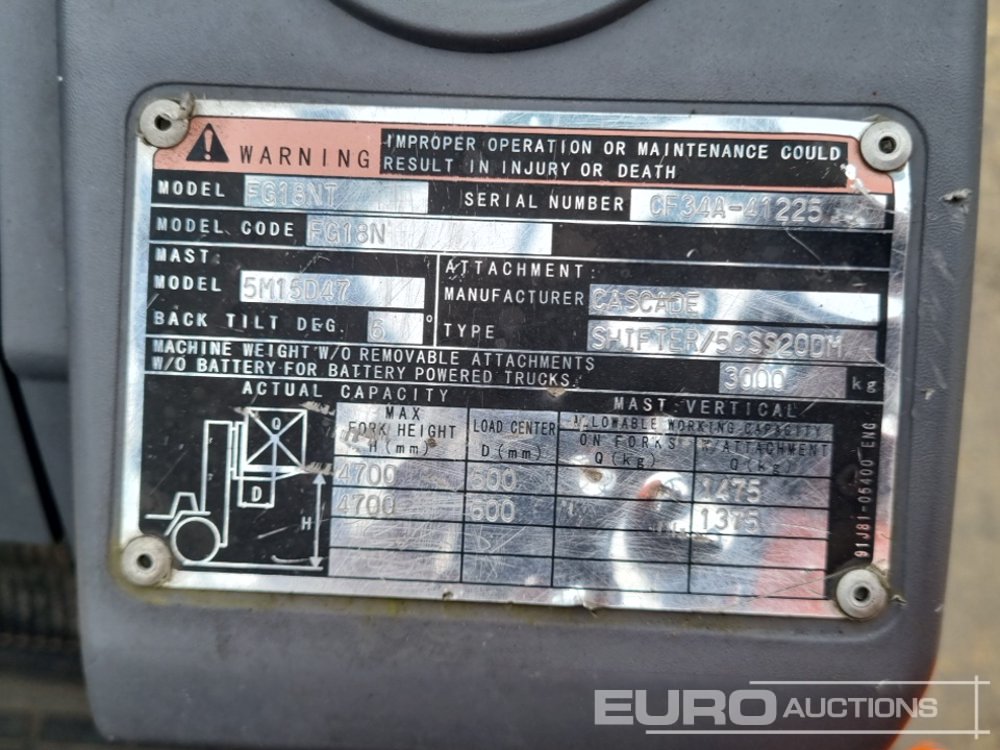 WARNING
IMPROPER OPERATION OR MAINTENANCE COULD
RESULT IN INJURY OR DEATH
MODEL FG18NT SERIAL NUMBER CF34A-41225
MODEL CODE FG18N
MAST
MODEL 5M15D47
BACK TILT DEG. 6 °
ATTACHMENT:
MANUFACTURER CASCADE
TYPE SHIFTER/50SS20DM
MACHINE WEIGHT W/O REMOVABLE ATTACHMENTS
W/O BATTERY FOR BATTERY POWERED TRUCKS. 3000 kg
ACTUAL CAPACITY
MAX
FORK HEIGHT
H (mm)
LOAD CENTER
D (mm)
MAST VERTICAL
ALLOWABLE WORKING CAPACITY
ON FORKS
Q (kg)
W/ATTACHMENT
Q (kg)
4700 500 1475
4700 600 1375
Q
D
H
91J81-05400 ENG
EURO AUCTIONS